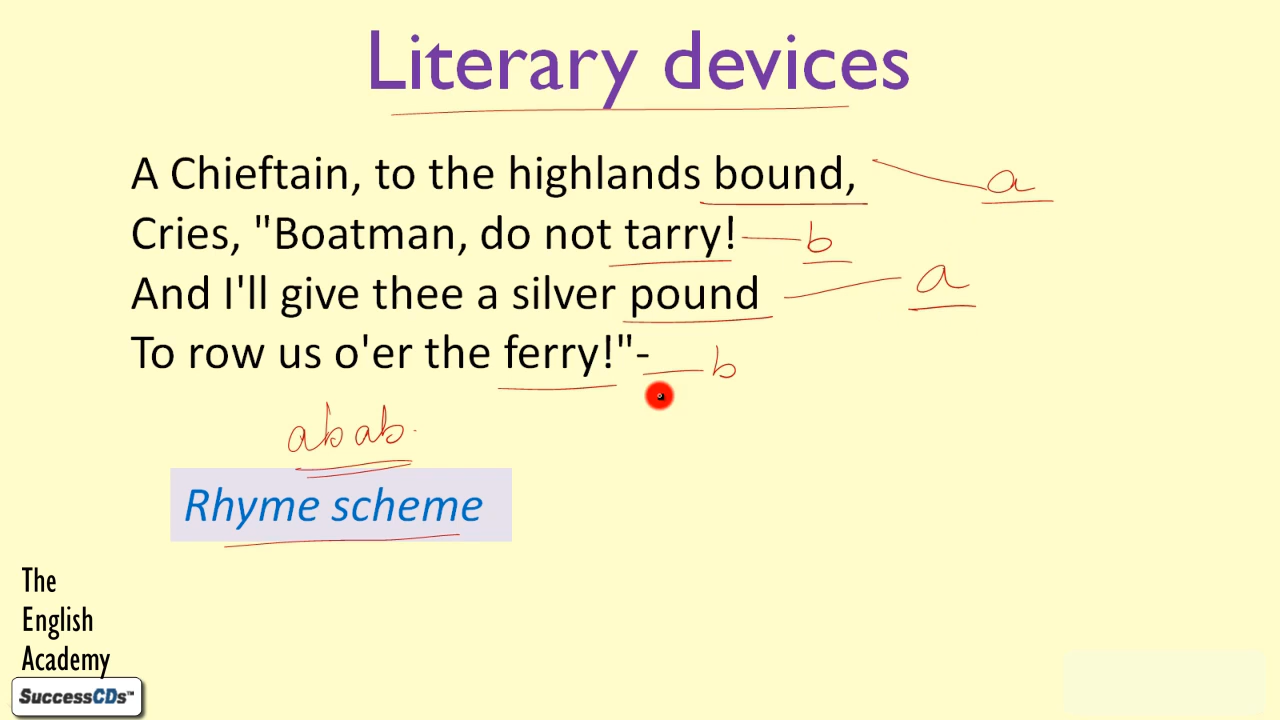 Literary devices
A Chieftain, to the highlands bound, a
Cries, "Boatman, do not tarry! b
And I'll give thee a silver pound a
To row us o'er the ferry!"- b
abab.
Rhyme scheme
The
English
Academy
SuccessCDs™